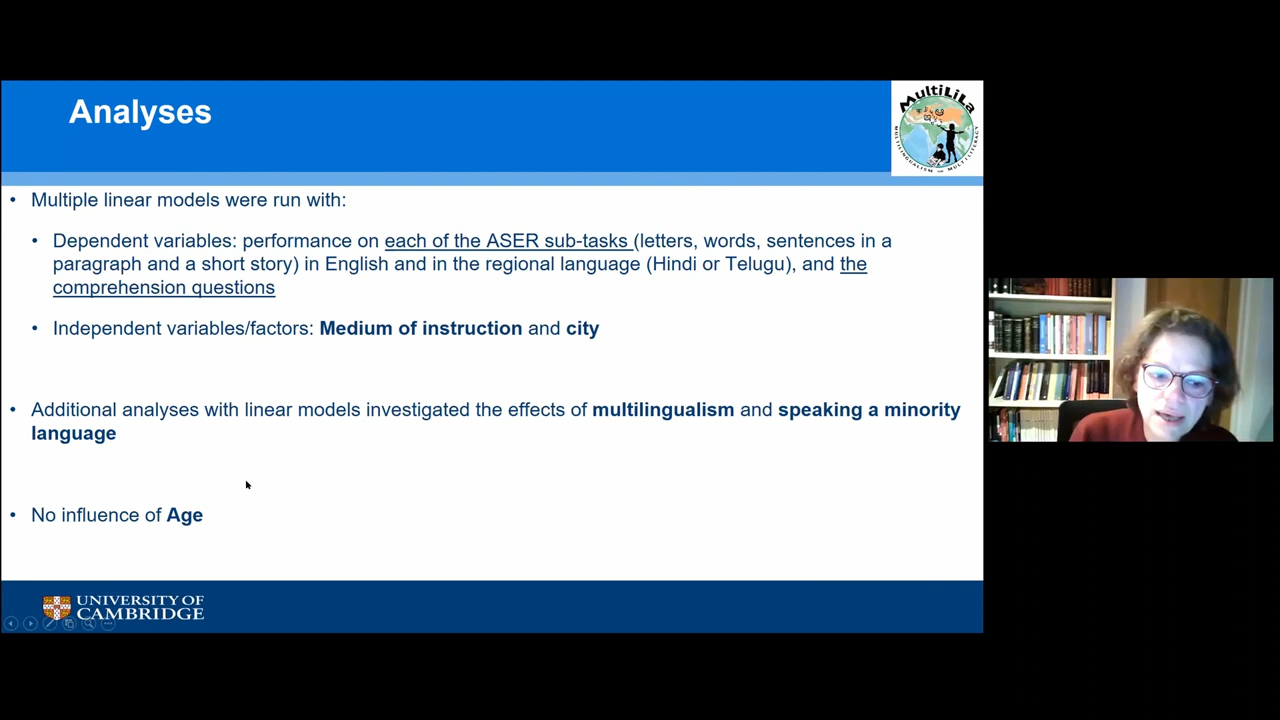 Analyses
MultiLiLa
MULTILINGUALISM MULTILITERACY
• Multiple linear models were run with:
• Dependent variables: performance on each of the ASER sub-tasks (letters, words, sentences in a
paragraph and a short story) in English and in the regional language (Hindi or Telugu), and the
comprehension questions
• Independent variables/factors: Medium of instruction and city
• Additional analyses with linear models investigated the effects of multilingualism and speaking a minority
language
• No influence of Age
UNIVERSITY OF
CAMBRIDGE